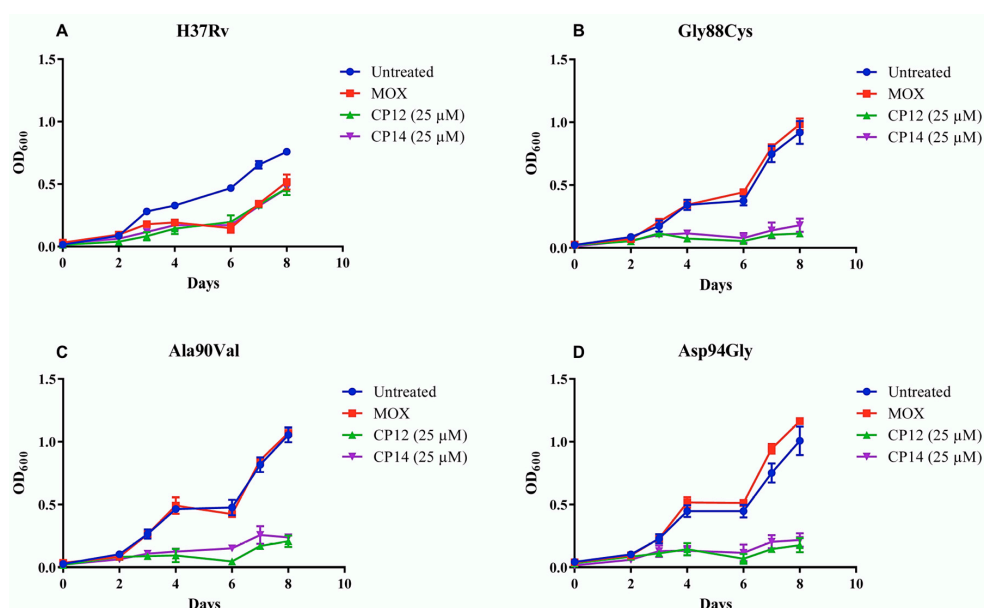 A
H37Rv
1.5
1.0
0.5
0.0
OD600
0 2 4 6 8 10
Days
Untreated
MOX
CP12 (25 µM)
CP14 (25 µM)
B
Gly88Cys
1.5
1.0
0.5
0.0
OD600
0 2 4 6 8 10
Days
Untreated
MOX
CP12 (25 µM)
CP14 (25 µM)
C
Ala90Val
1.5
1.0
0.5
0.0
OD600
0 2 4 6 8 10
Days
Untreated
MOX
CP12 (25 µM)
CP14 (25 µM)
D
Asp94Gly
1.5
1.0
0.5
0.0
OD600
0 2 4 6 8 10
Days
Untreated
MOX
CP12 (25 µM)
CP14 (25 µM)